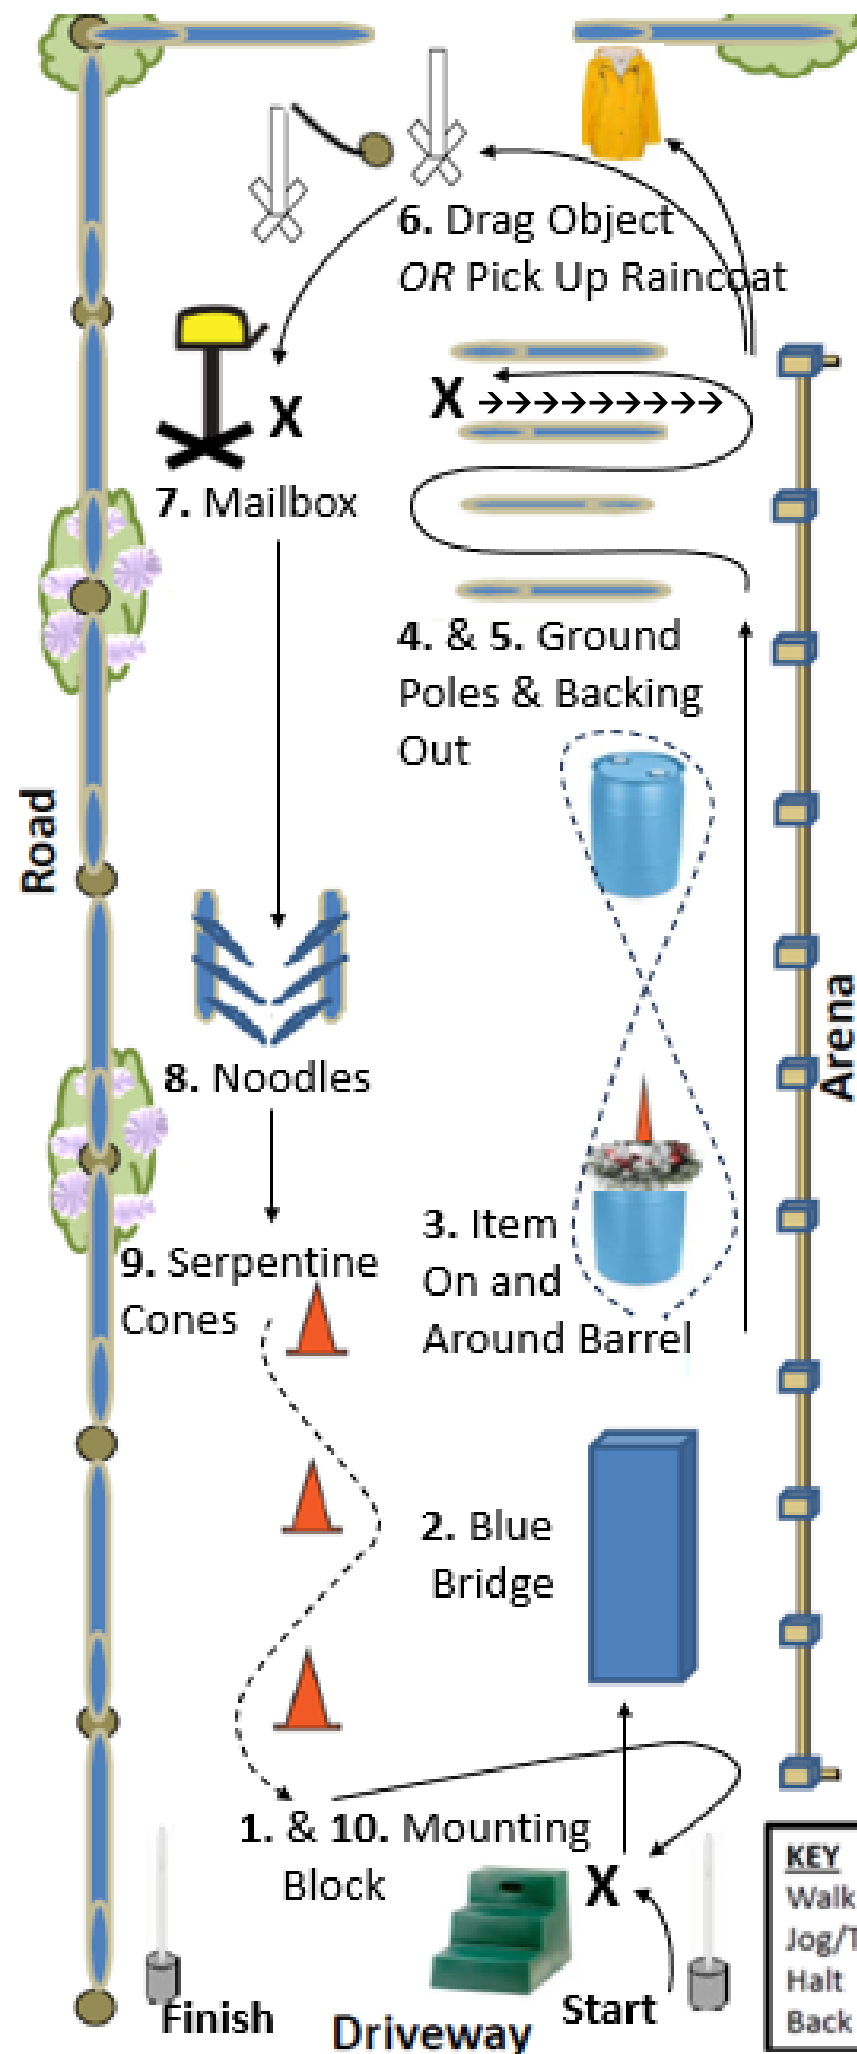 6. Drag Object
OR Pick Up Raincoat
X
X
7. Mailbox
4. & 5. Ground
Poles & Backing
Out
Road
Arena
8. Noodles
3. Item
On and
Around Barrel
9. Serpentine
Cones
2. Blue
Bridge
1. & 10. Mounting
Block
X
KEY
Walk
Jog/T
Halt
Back
Finish
Driveway
Start